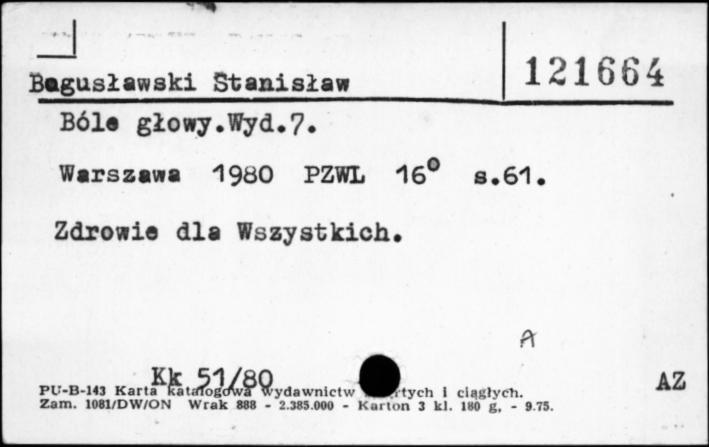 121664
Bogusławski Stanisław
Bóle głowy.Wyd.7.
Warszawa 1980 PZWL 16° s.61.
Zdrowie dla Wszystkich.
A
Kk 51/80
AZ
PU-B-143 Karta katalogowa wydawnictw i ciągłych.
Zam. 1081/DW/ON Wrak 888 - 2.385.000 - Karton 3 kl. 180 g, - 9.75.